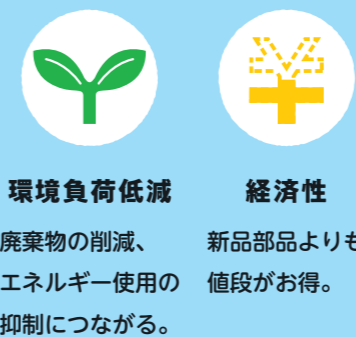 環境負荷低減
廃棄物の削減、
エネルギー使用の
抑制につながる。
経済性
新品部品よりも
値段がお得。